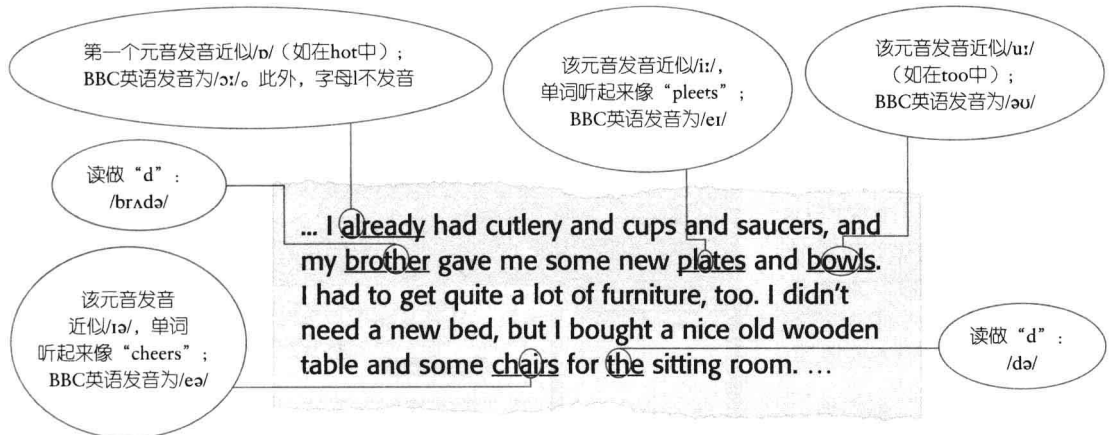 第一个元音发音近似/ɒ/（如在hot中）；
BBC英语发音为/ɔː/。此外，字母l不发音
该元音发音近似/iː/，
单词听起来像“pleets”；
BBC英语发音为/eɪ/
该元音发音近似/uː/
（如在too中）；
BBC英语发音为/əʊ/
读做“d”：
/brʌdə/
... I already had cutlery and cups and saucers, and
my brother gave me some new plates and bowls.
I had to get quite a lot of furniture, too. I didn't
need a new bed, but I bought a nice old wooden
table and some chairs for the sitting room. ...
该元音发音
近似/ɪə/，单词
听起来像“cheers”；
BBC英语发音为/eə/
读做“d”：
/də/